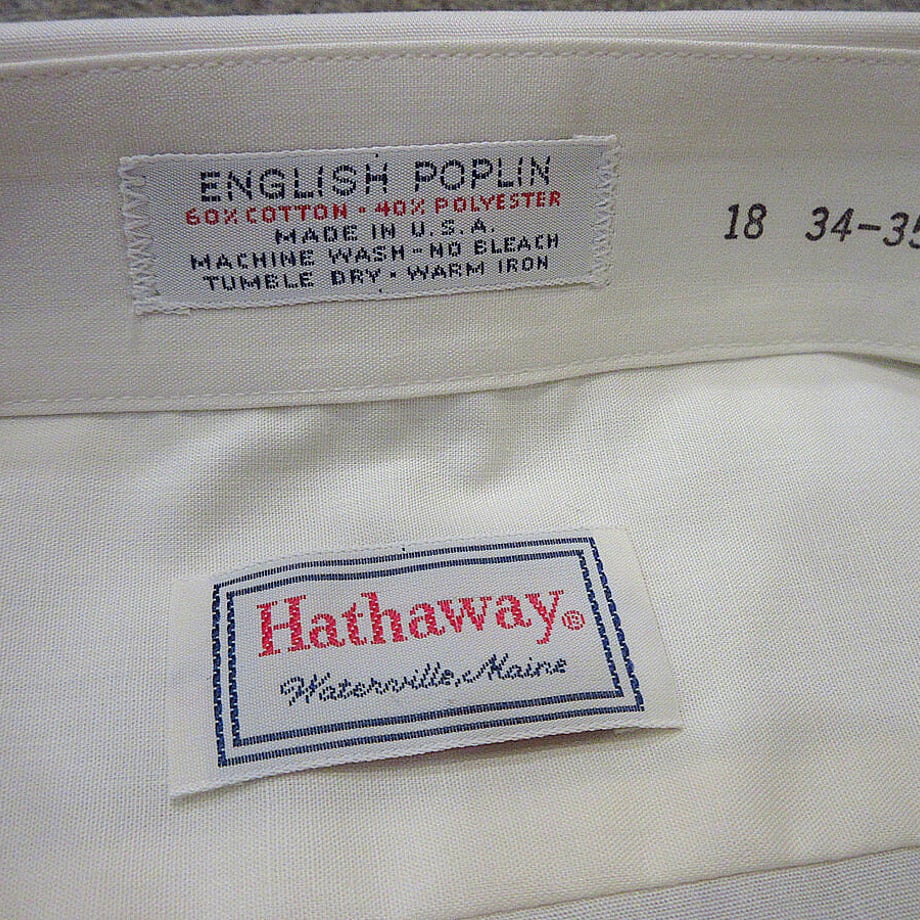 ENGLISH POPLIN
60% COTTON • 40% POLYESTER
MADE IN U.S.A.
MACHINE WASH-NO BLEACH
TUMBLE DRY • WARM IRON
18 34-35
Hathaway®
Waterville, Maine